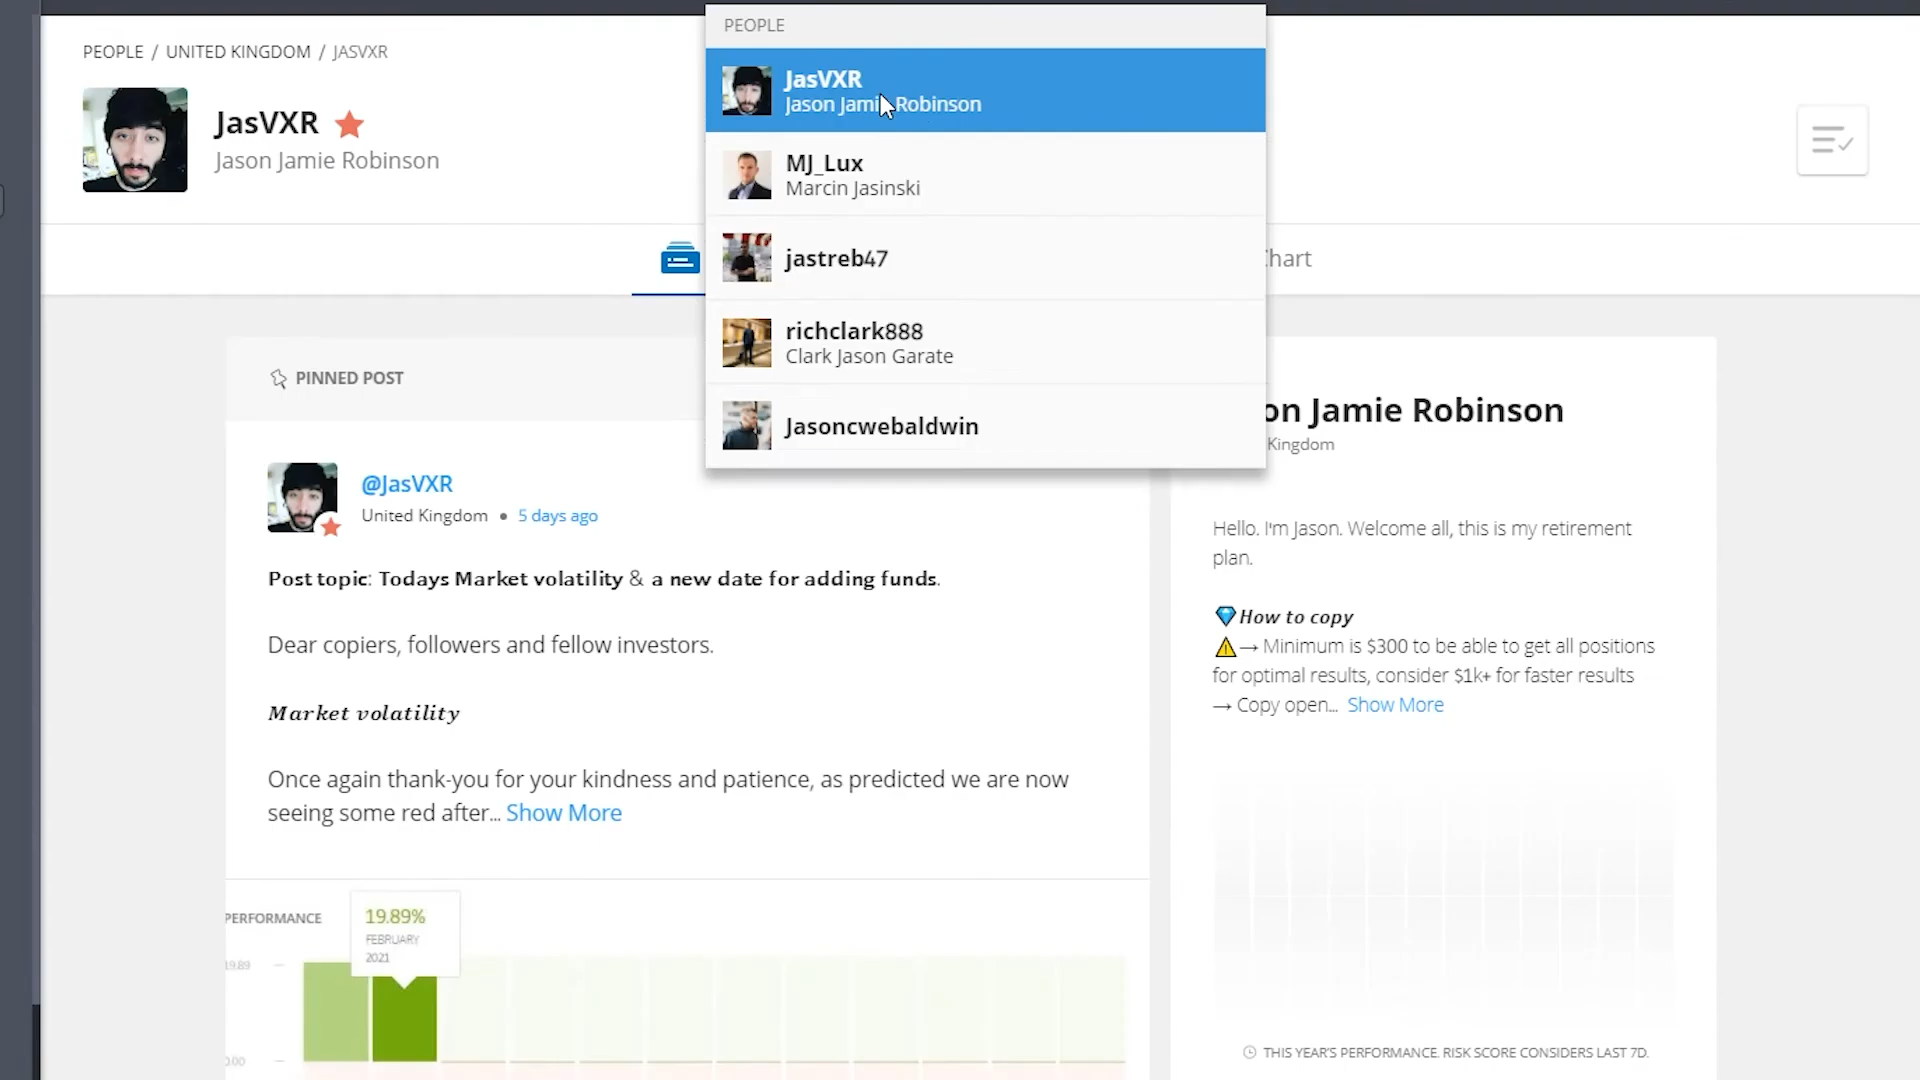 PEOPLE / UNITED KINGDOM / JASVXR
JasVXR
Jason Jamie Robinson
PEOPLE
JasVXR
Jason Jamie Robinson
MJ_Lux
Marcin Jasinski
jastreb47
richclark888
Clark Jason Garate
Jasoncwebaldwin
Chart
PINNED POST
@JasVXR
United Kingdom • 5 days ago
Post topic: Todays Market volatility & a new date for adding funds.
Dear copiers, followers and fellow investors.
Market volatility
Once again thank-you for your kindness and patience, as predicted we are now
seeing some red after... Show More
PERFORMANCE
19.89%
FEBRUARY
2021
19.89
0.00
on Jamie Robinson
Kingdom
Hello. I'm Jason. Welcome all, this is my retirement
plan.
💎How to copy
⚠→ Minimum is $300 to be able to get all positions
for optimal results, consider $1k+ for faster results
→ Copy open... Show More
THIS YEAR'S PERFORMANCE. RISK SCORE CONSIDERS LAST 7D.